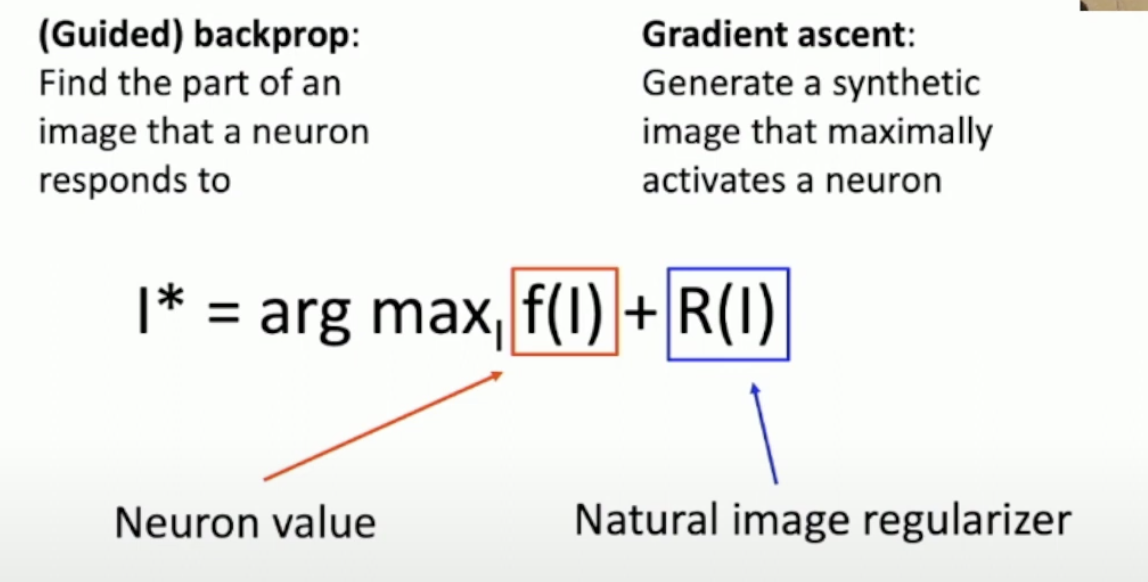 (Guided) backprop:
Find the part of an
image that a neuron
responds to
Gradient ascent:
Generate a synthetic
image that maximally
activates a neuron
I* = arg max_I f(I) + R(I)
Neuron value
Natural image regularizer